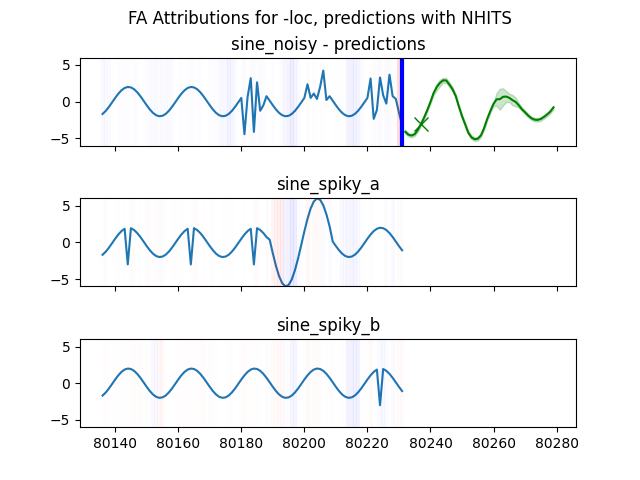 FA Attributions for -loc, predictions with NHITS
sine_noisy - predictions
5
0
−5
sine_spiky_a
5
0
−5
sine_spiky_b
5
0
−5
80140 80160 80180 80200 80220 80240 80260 80280